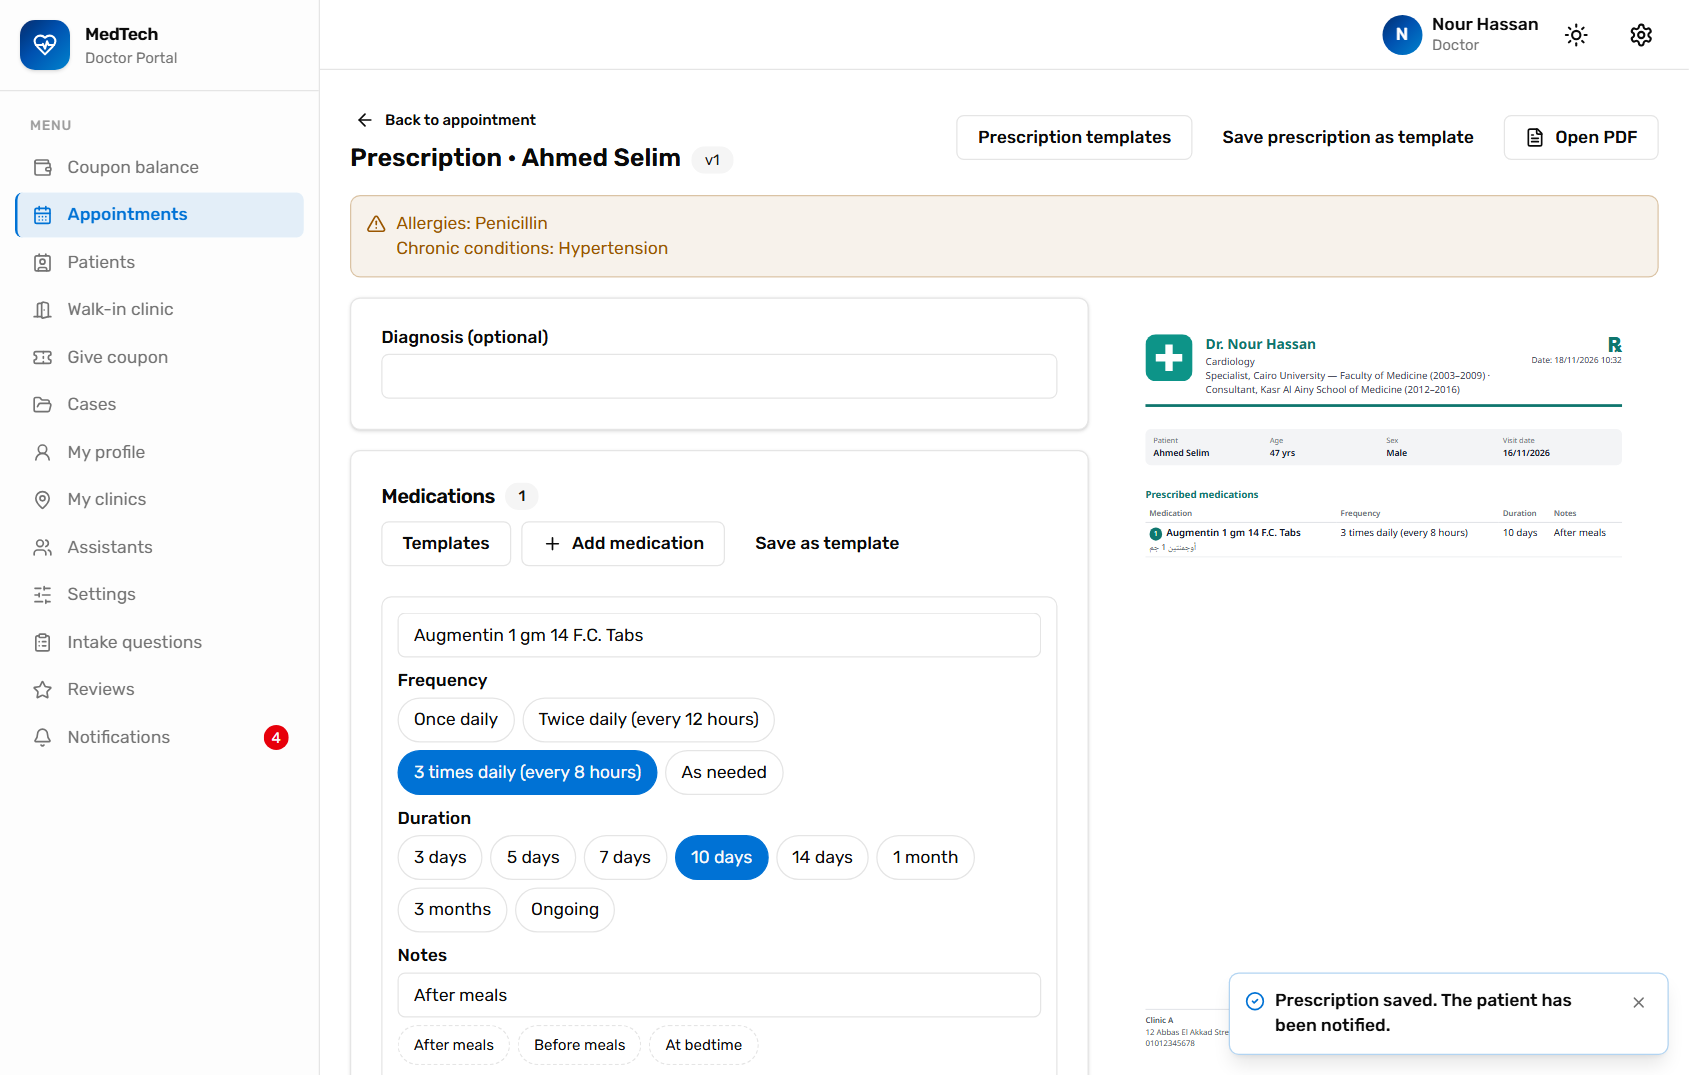 MedTech
Doctor Portal
MENU
Coupon balance
Appointments
Patients
Walk-in clinic
Give coupon
Cases
My profile
My clinics
Assistants
Settings
Intake questions
Reviews
Notifications
4
N
Nour Hassan
Doctor
Back to appointment
Prescription • Ahmed Selim
v1
Prescription templates
Save prescription as template
Open PDF
Allergies: Penicillin
Chronic conditions: Hypertension
Diagnosis (optional)
Medications
1
Templates
Add medication
Save as template
Augmentin 1 gm 14 F.C. Tabs
Frequency
Once daily
Twice daily (every 12 hours)
3 times daily (every 8 hours)
As needed
Duration
3 days
5 days
7 days
10 days
14 days
1 month
3 months
Ongoing
Notes
After meals
After meals
Before meals
At bedtime
Dr. Nour Hassan
Cardiology
Specialist, Cairo University — Faculty of Medicine (2003–2009) ·
Consultant, Kasr Al Ainy School of Medicine (2012–2016)
℞
Date: 18/11/2026 10:32
Patient
Ahmed Selim
Age
47 yrs
Sex
Male
Visit date
16/11/2026
Prescribed medications
Medication Frequency Duration Notes
1 Augmentin 1 gm 14 F.C. Tabs 3 times daily (every 8 hours) 10 days After meals
أوجمنتين 1 جم
Clinic A
12 Abbas El Akkad Stre
01012345678
Prescription saved. The patient has
been notified.